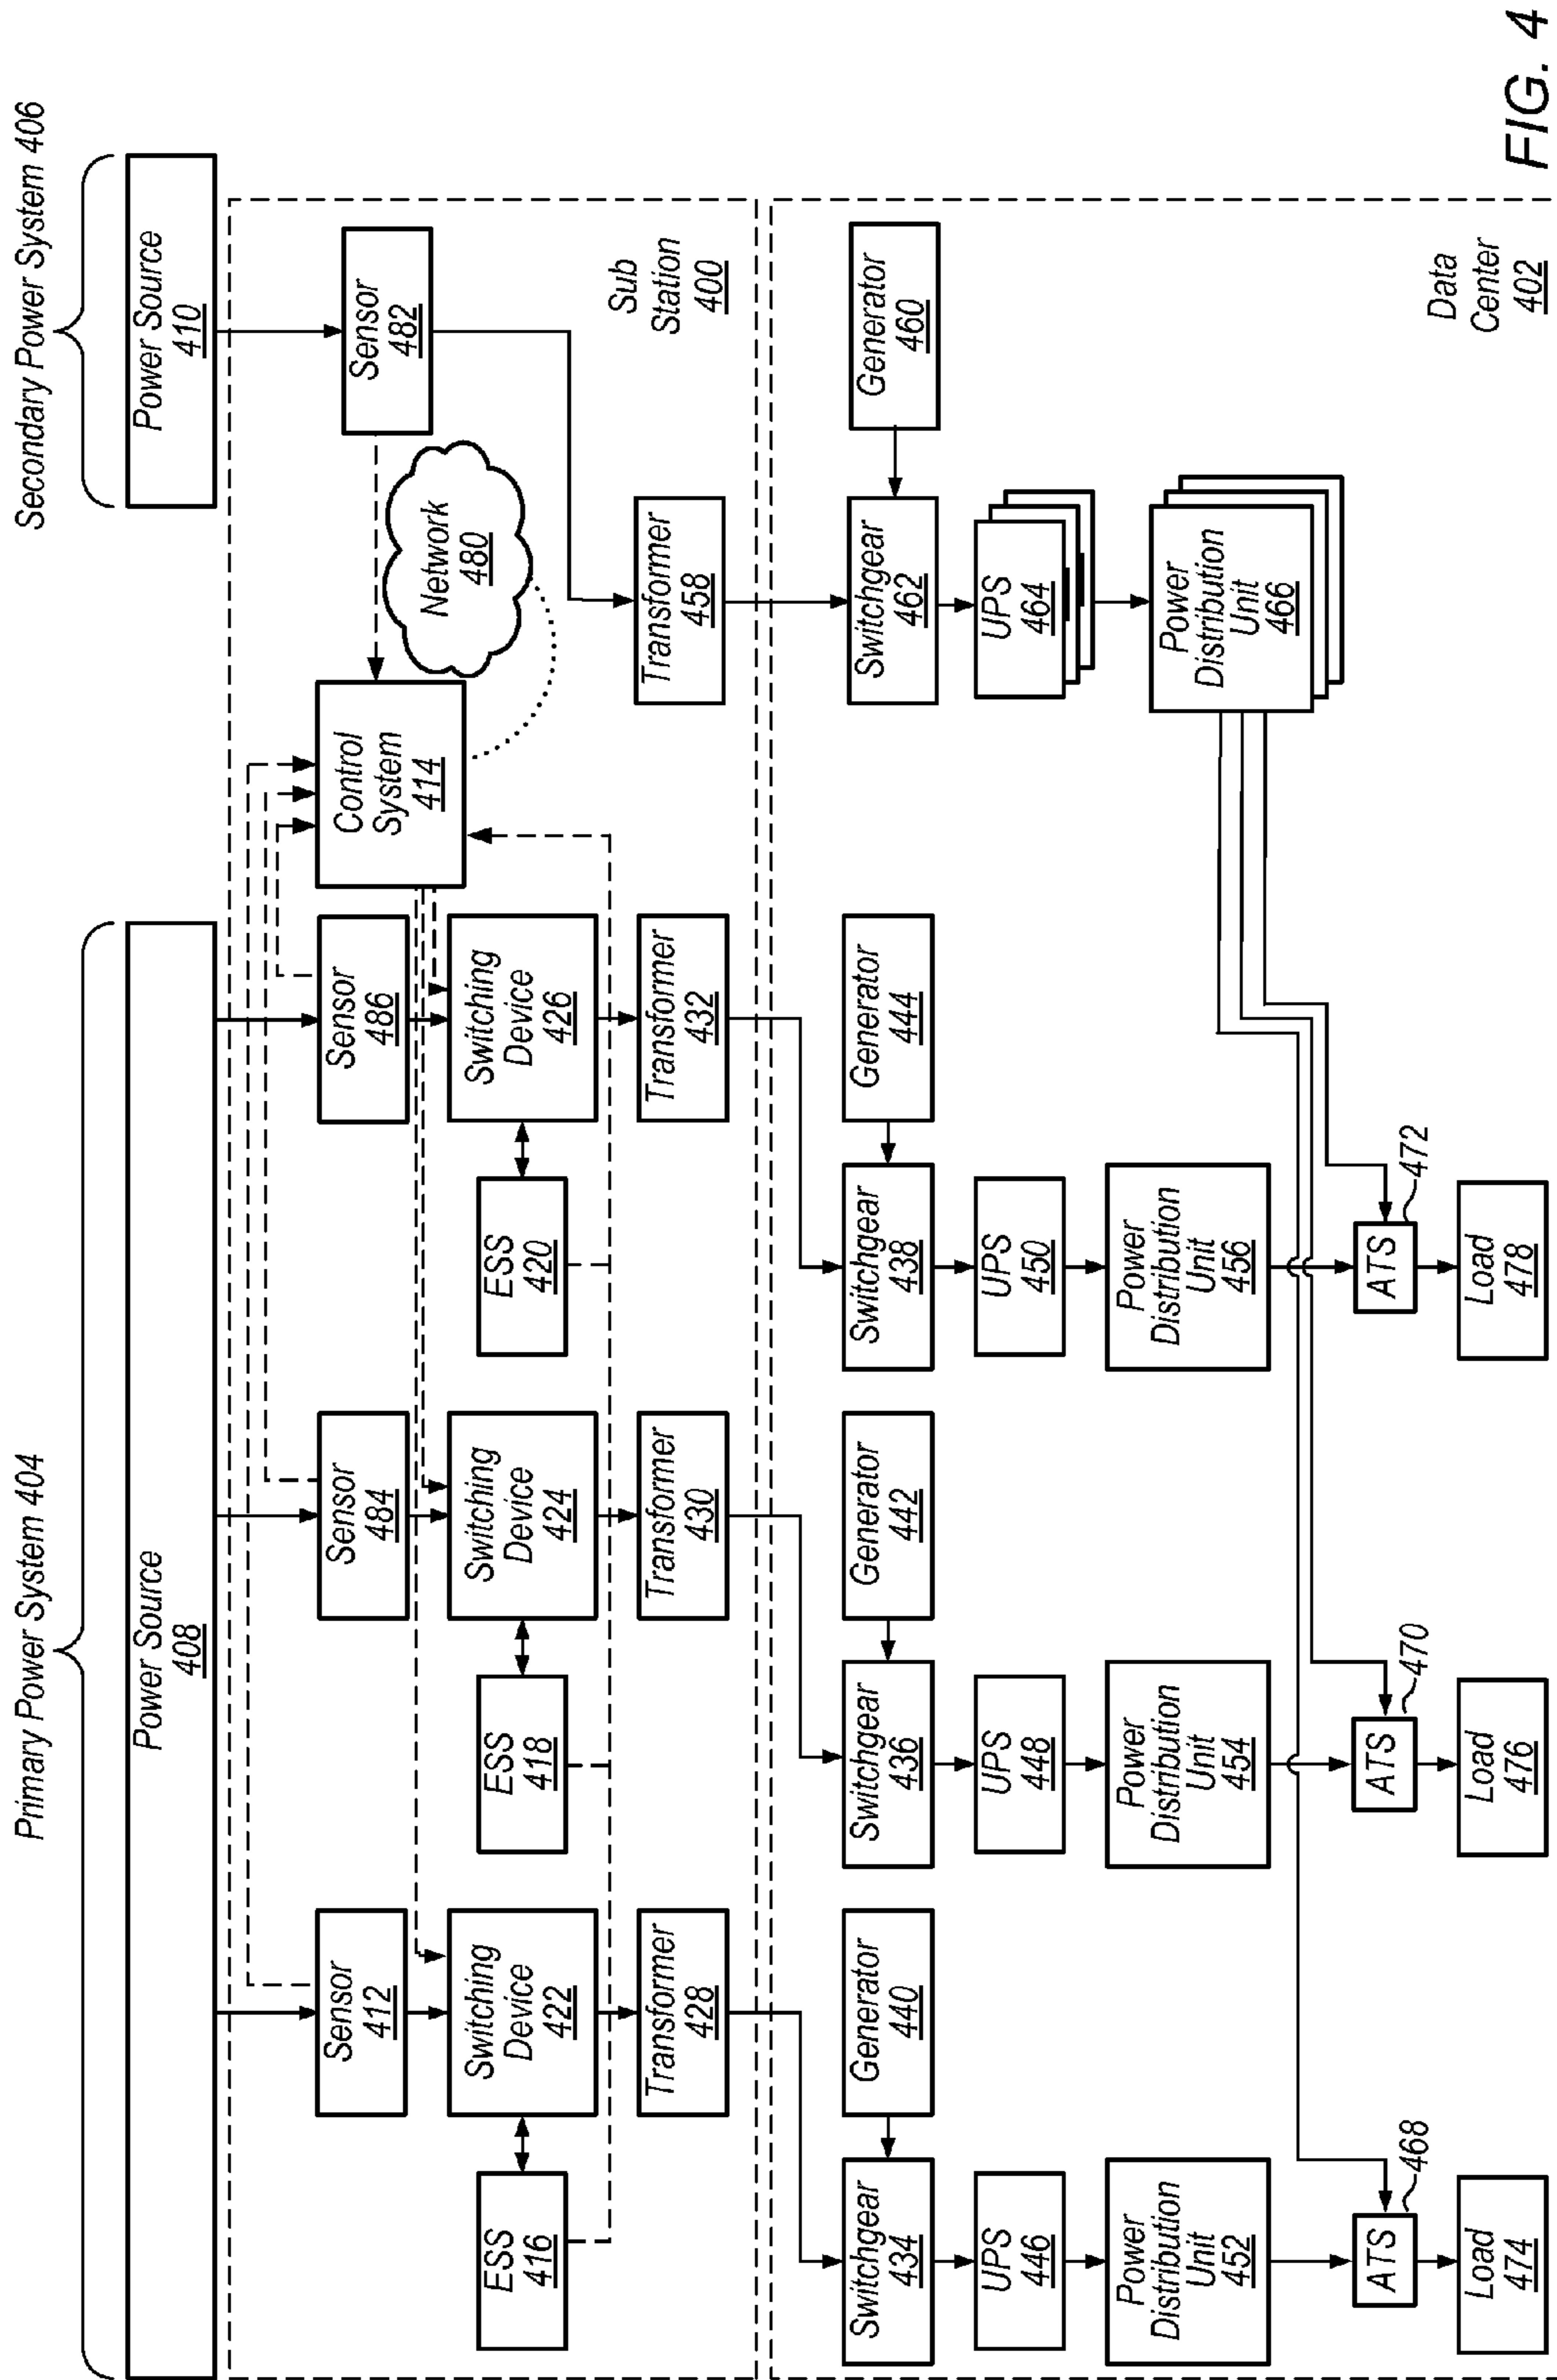 Primary Power System 404
Secondary Power System 406
Power Source
408
Power Source
410
Sensor
412
Sensor
484
Sensor
486
Sensor
482
Control
System
414
Network
480
ESS
416
Switching
Device
422
ESS
418
Switching
Device
424
ESS
420
Switching
Device
426
Transformer
428
Transformer
430
Transformer
432
Transformer
458
Sub
Station
400
Generator
440
Generator
442
Generator
444
Generator
460
Switchgear
434
Switchgear
436
Switchgear
438
Switchgear
462
UPS
446
UPS
448
UPS
450
UPS
464
Power
Distribution
Unit
452
Power
Distribution
Unit
454
Power
Distribution
Unit
456
Power
Distribution
Unit
466
ATS
468
ATS
470
ATS
472
Load
474
Load
476
Load
478
Data
Center
402
FIG. 4